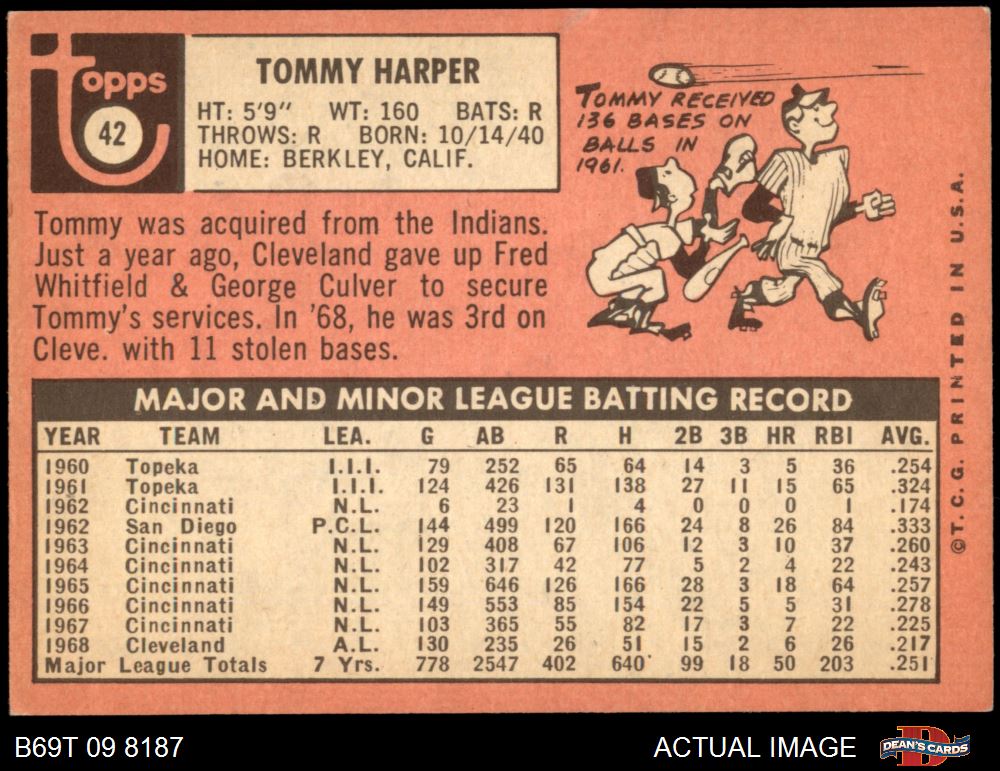 topps
42
TOMMY HARPER
HT: 5'9" WT: 160 BATS: R
THROWS: R BORN: 10/14/40
HOME: BERKLEY, CALIF.
TOMMY RECEIVED
136 BASES ON
BALLS IN
1961.
Tommy was acquired from the Indians.
Just a year ago, Cleveland gave up Fred
Whitfield & George Culver to secure
Tommy's services. In '68, he was 3rd on
Cleve. with 11 stolen bases.
MAJOR AND MINOR LEAGUE BATTING RECORD
YEAR TEAM LEA. G AB R H 2B 3B HR RBI AVG.
1960 Topeka I.I.I. 79 252 65 64 14 3 5 36 .254
1961 Topeka I.I.I. 124 426 131 138 27 11 15 65 .324
1962 Cincinnati N.L. 6 23 1 4 0 0 0 1 .174
1962 San Diego P.C.L. 144 499 120 166 24 8 26 84 .333
1963 Cincinnati N.L. 129 408 67 106 12 3 10 37 .260
1964 Cincinnati N.L. 102 317 42 77 5 2 4 22 .243
1965 Cincinnati N.L. 159 646 126 166 28 3 18 64 .257
1966 Cincinnati N.L. 149 553 85 154 22 5 5 31 .278
1967 Cincinnati N.L. 103 365 55 82 17 3 7 22 .225
1968 Cleveland A.L. 130 235 26 51 15 2 6 26 .217
Major League Totals 7 Yrs. 778 2547 402 640 99 18 50 203 .251
© T. C. G. PRINTED IN U.S.A.
B69T 09 8187
ACTUAL IMAGE
DEAN'S CARDS